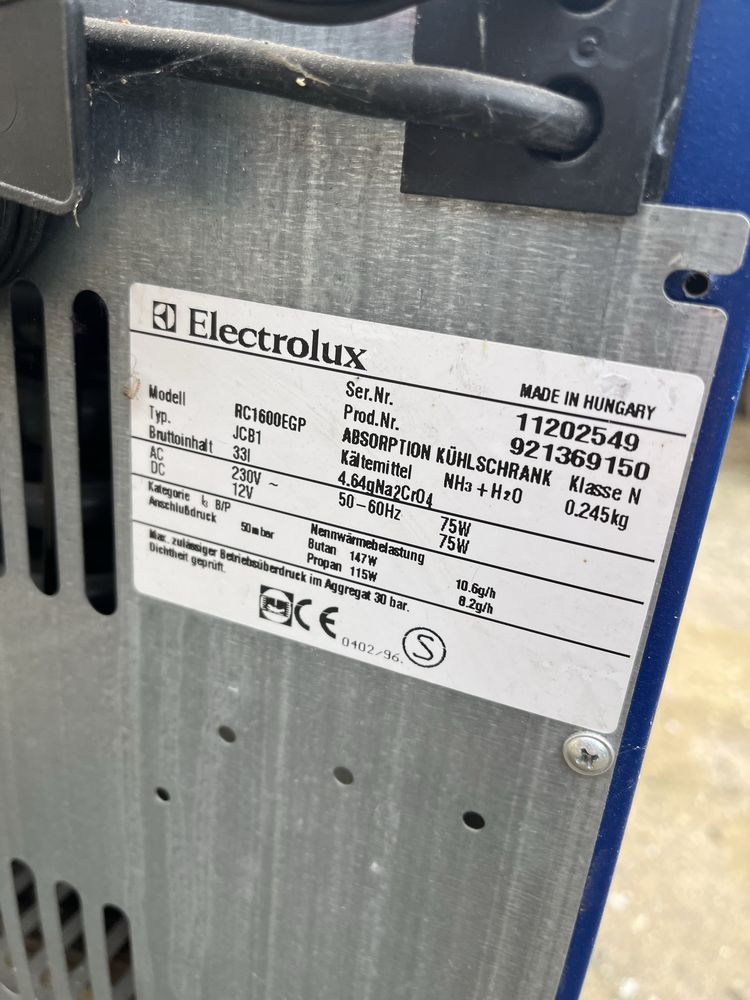 Electrolux
MADE IN HUNGARY
Ser.Nr. 11202549
Modell RC1600EGP Prod.Nr. 921369150
Typ. JCB1 ABSORPTION KÜHLSCHRANK Klasse N
Bruttoinhalt 33l Kältemittel NH₃+H₂O 0.245kg
4.64gNa2CrO4
AC 230V ~ 50-60Hz 75W
DC 12V 75W
Kategorie I₃ B/P Nennwärmebelastung
Anschlußdruck 50mbar Butan 147W 10.6g/h
Propan 115W 8.2g/h
Max. zulässiger Betriebsüberdruck im Aggregat 30 bar.
Dichtheit geprüft.
CE 0402/96. S